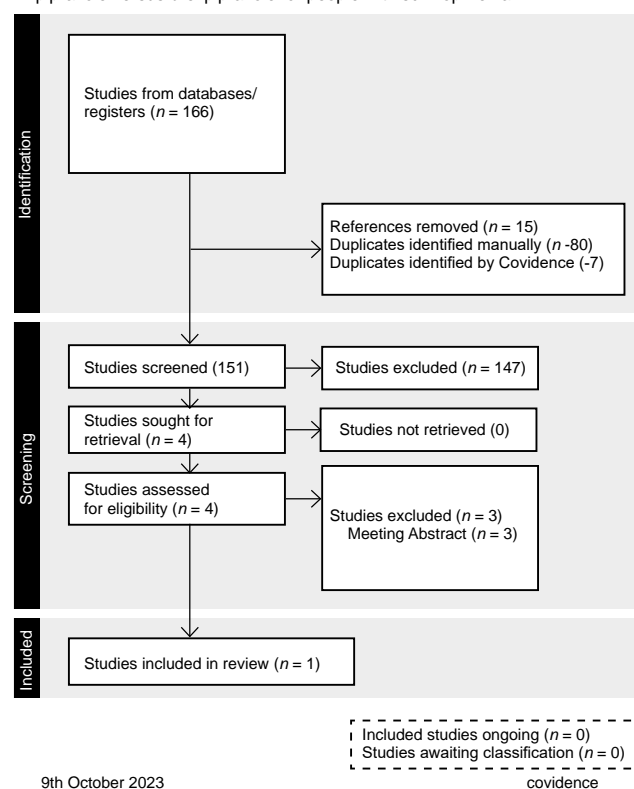 Identification
Studies from databases/
registers (n = 166)
References removed (n = 15)
Duplicates identified manually (n -80)
Duplicates identified by Covidence (-7)
Screening
Studies screened (151)
Studies excluded (n = 147)
Studies sought for
retrieval (n = 4)
Studies not retrieved (0)
Studies assessed
for eligibility (n = 4)
Studies excluded (n = 3)
Meeting Abstract (n = 3)
Included
Studies included in review (n = 1)
Included studies ongoing (n = 0)
Studies awaiting classification (n = 0)
9th October 2023
covidence